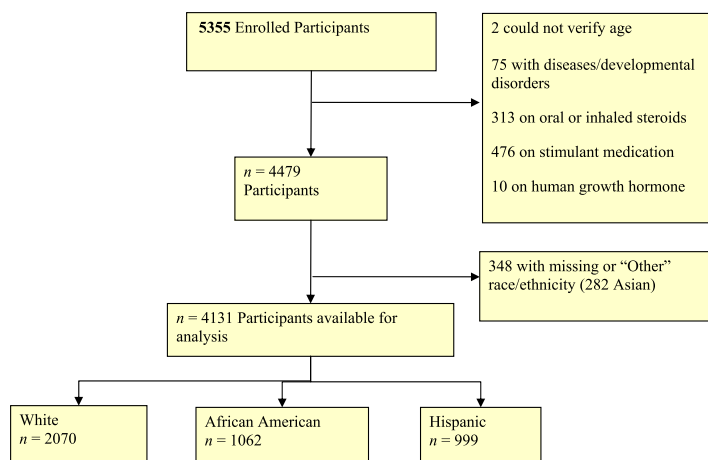 5355 Enrolled Participants
2 could not verify age
75 with diseases/developmental
disorders
313 on oral or inhaled steroids
476 on stimulant medication
10 on human growth hormone
n = 4479
Participants
348 with missing or “Other”
race/ethnicity (282 Asian)
n = 4131 Participants available for
analysis
White
n = 2070
African American
n = 1062
Hispanic
n = 999